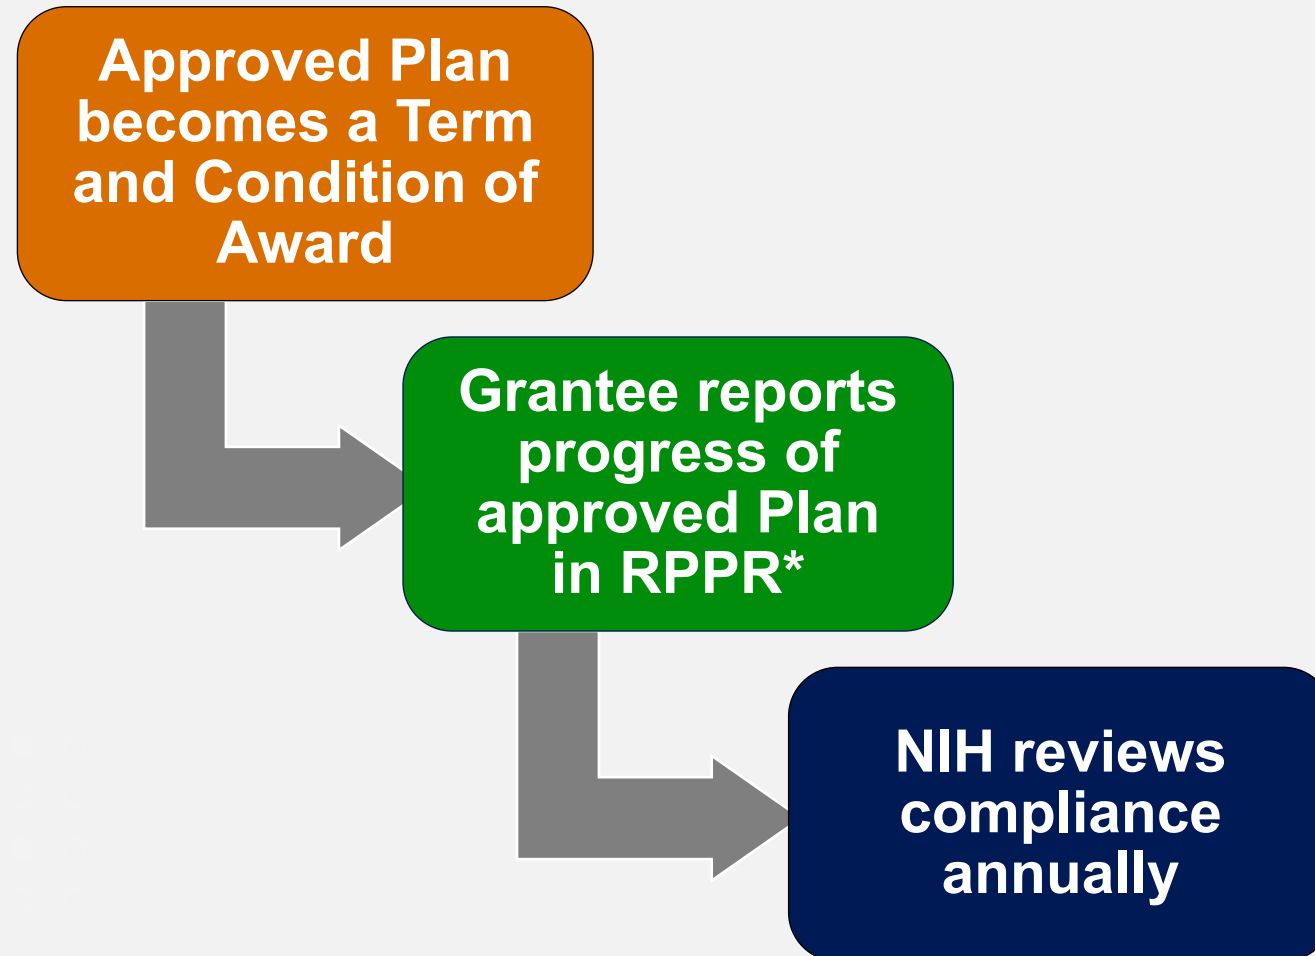 Approved Plan
becomes a Term
and Condition of
Award
Grantee reports
progress of
approved Plan
in RPPR*
NIH reviews
compliance
annually